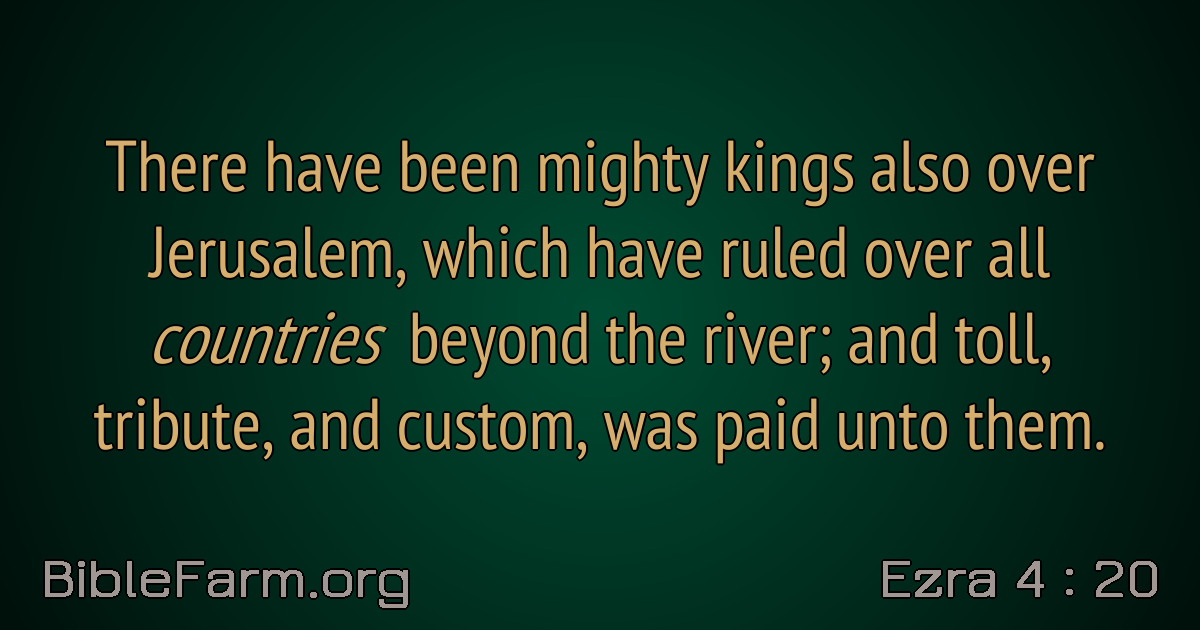 There have been mighty kings also over
Jerusalem, which have ruled over all
countries beyond the river; and toll,
tribute, and custom, was paid unto them.
BibleFarm.org
Ezra 4 : 20